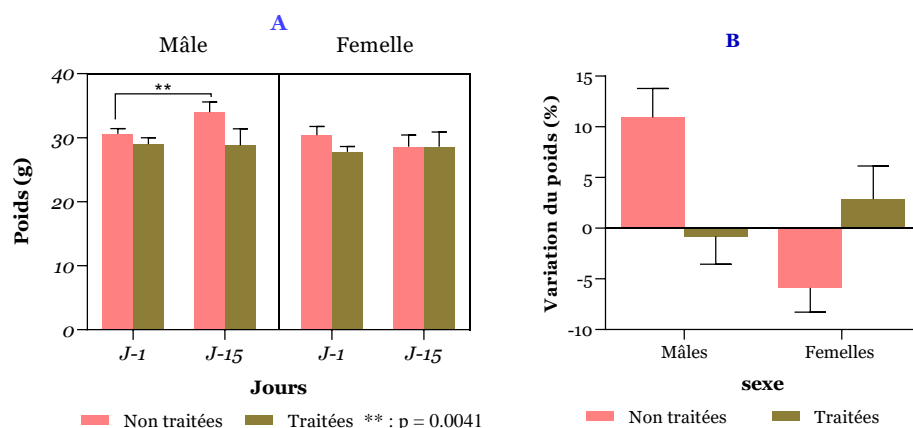 A
Mâle Femelle
40
30
20
10
0
Poids (g)
**
J-1 J-15 J-1 J-15
Jours
Non traitées Traitées ** : p = 0.0041
B
15
10
5
0
-5
-10
Variation du poids (%)
Mâles Femelles
sexe
Non traitées Traitées